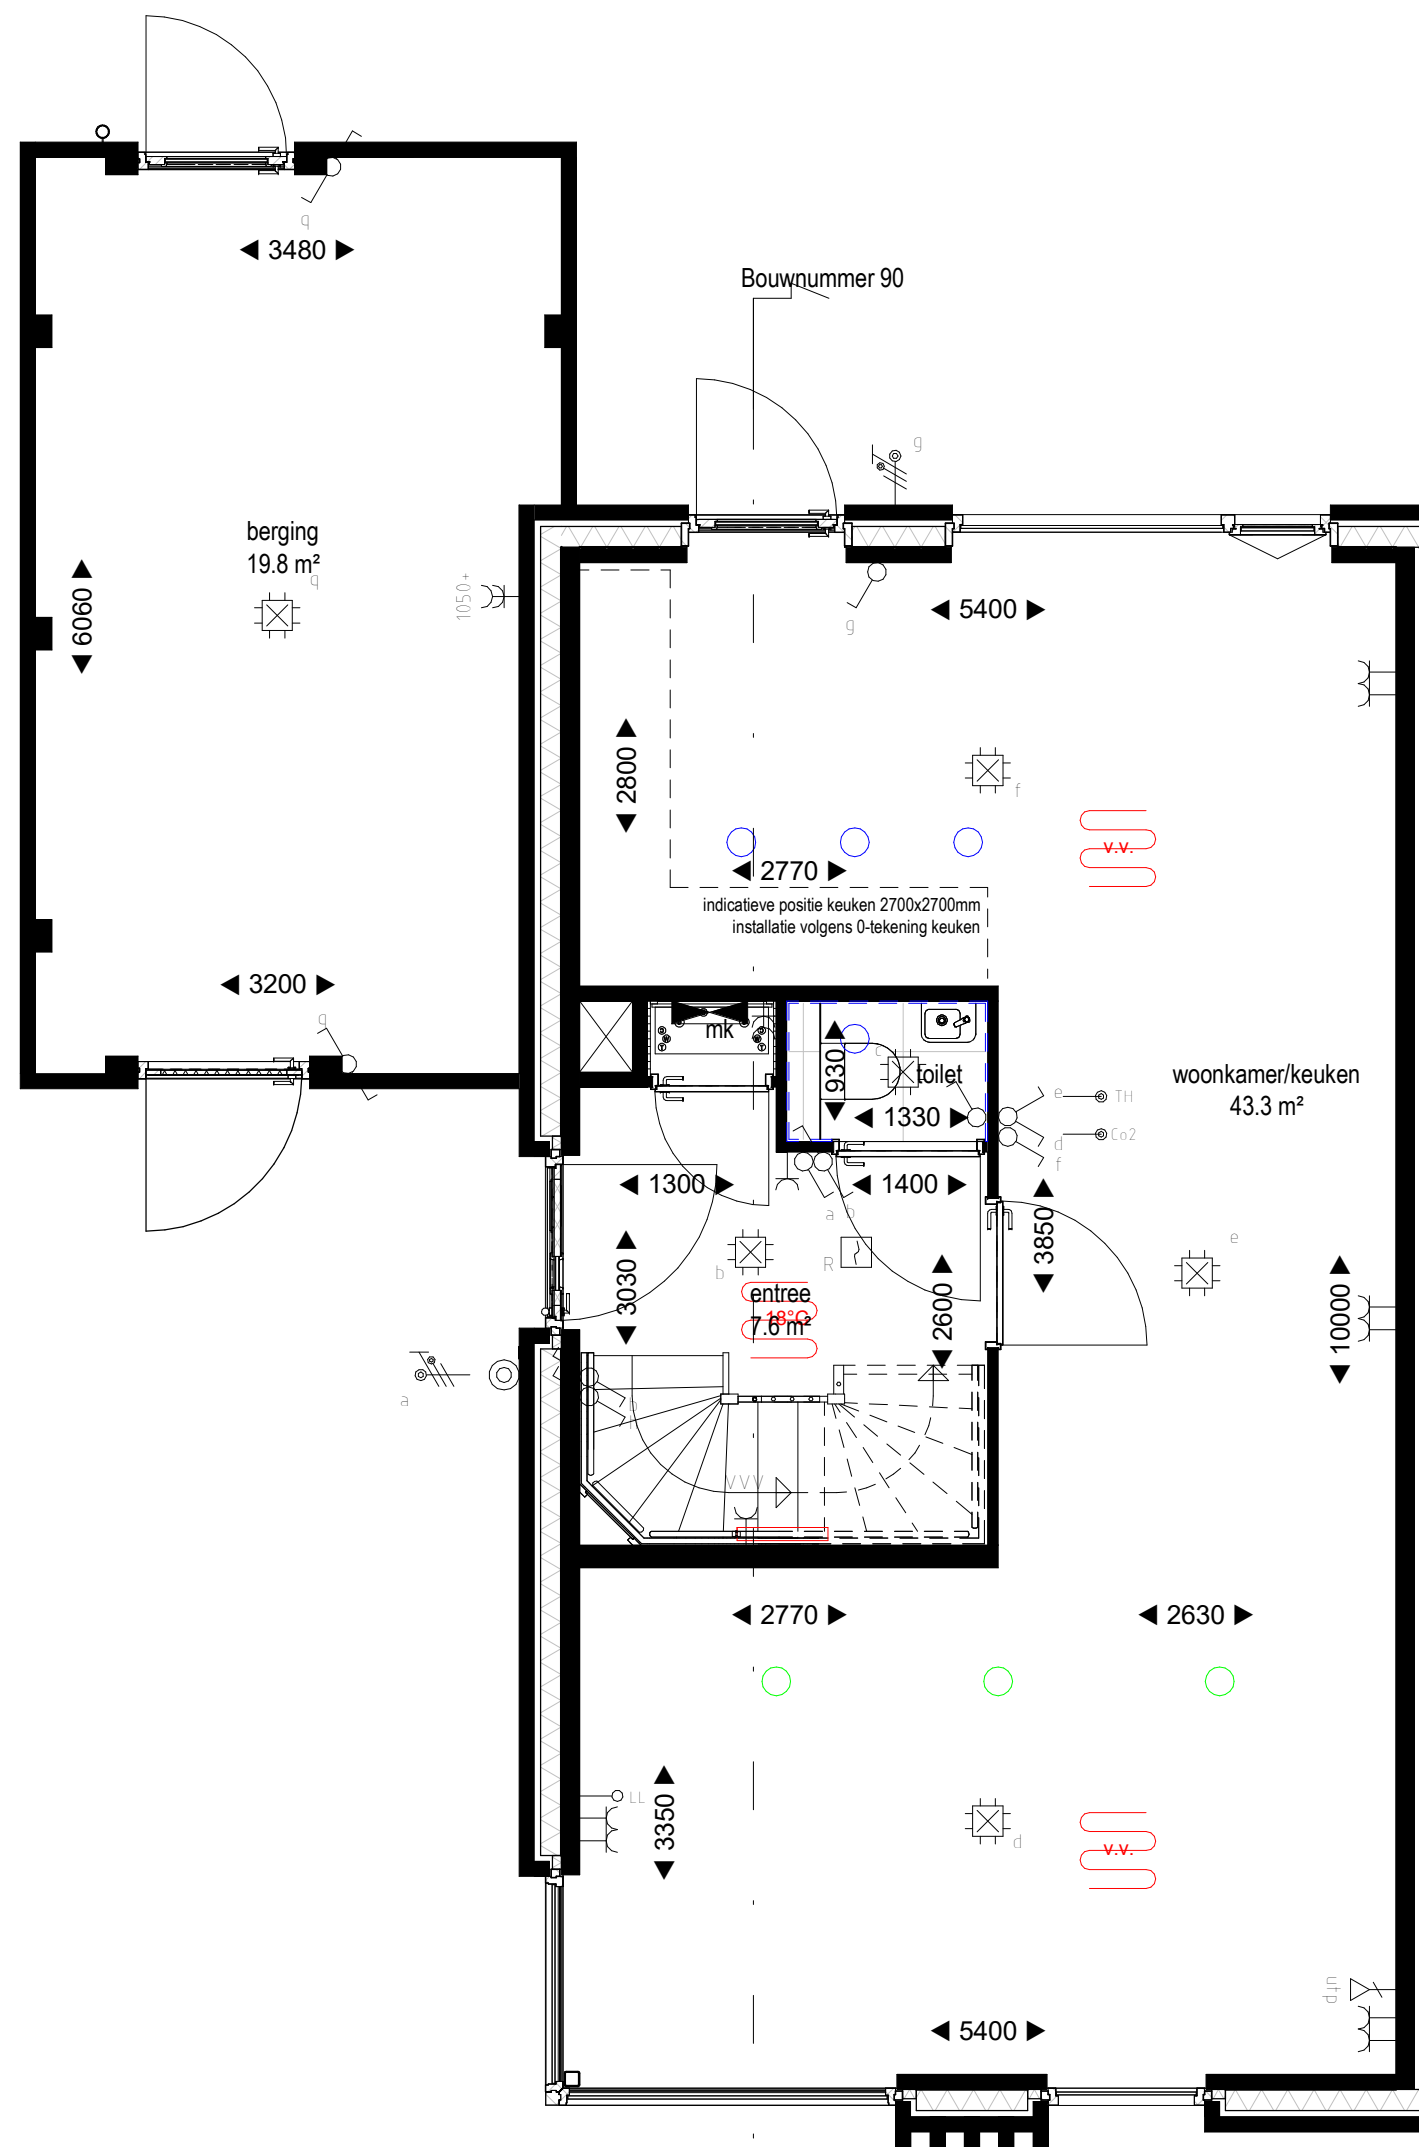 q
3480
Bouwnummer 90
g
berging
19.8 m²
q
1050+
6060
5400
g
2800
f
v.v.
2770
indicatieve positie keuken 2700x2700mm
installatie volgens 0-tekening keuken
3200
q
mk
c
930
toilet
1330
woonkamer/keuken
43.3 m²
e
TH
d
Co2
f
1300
1400
a
b
3850
e
b
R
3030
entree
18°C
7.6 m²
2600
10000
a
b
VVV
2770
2630
LL
3350
d
v.v.
utp
5400